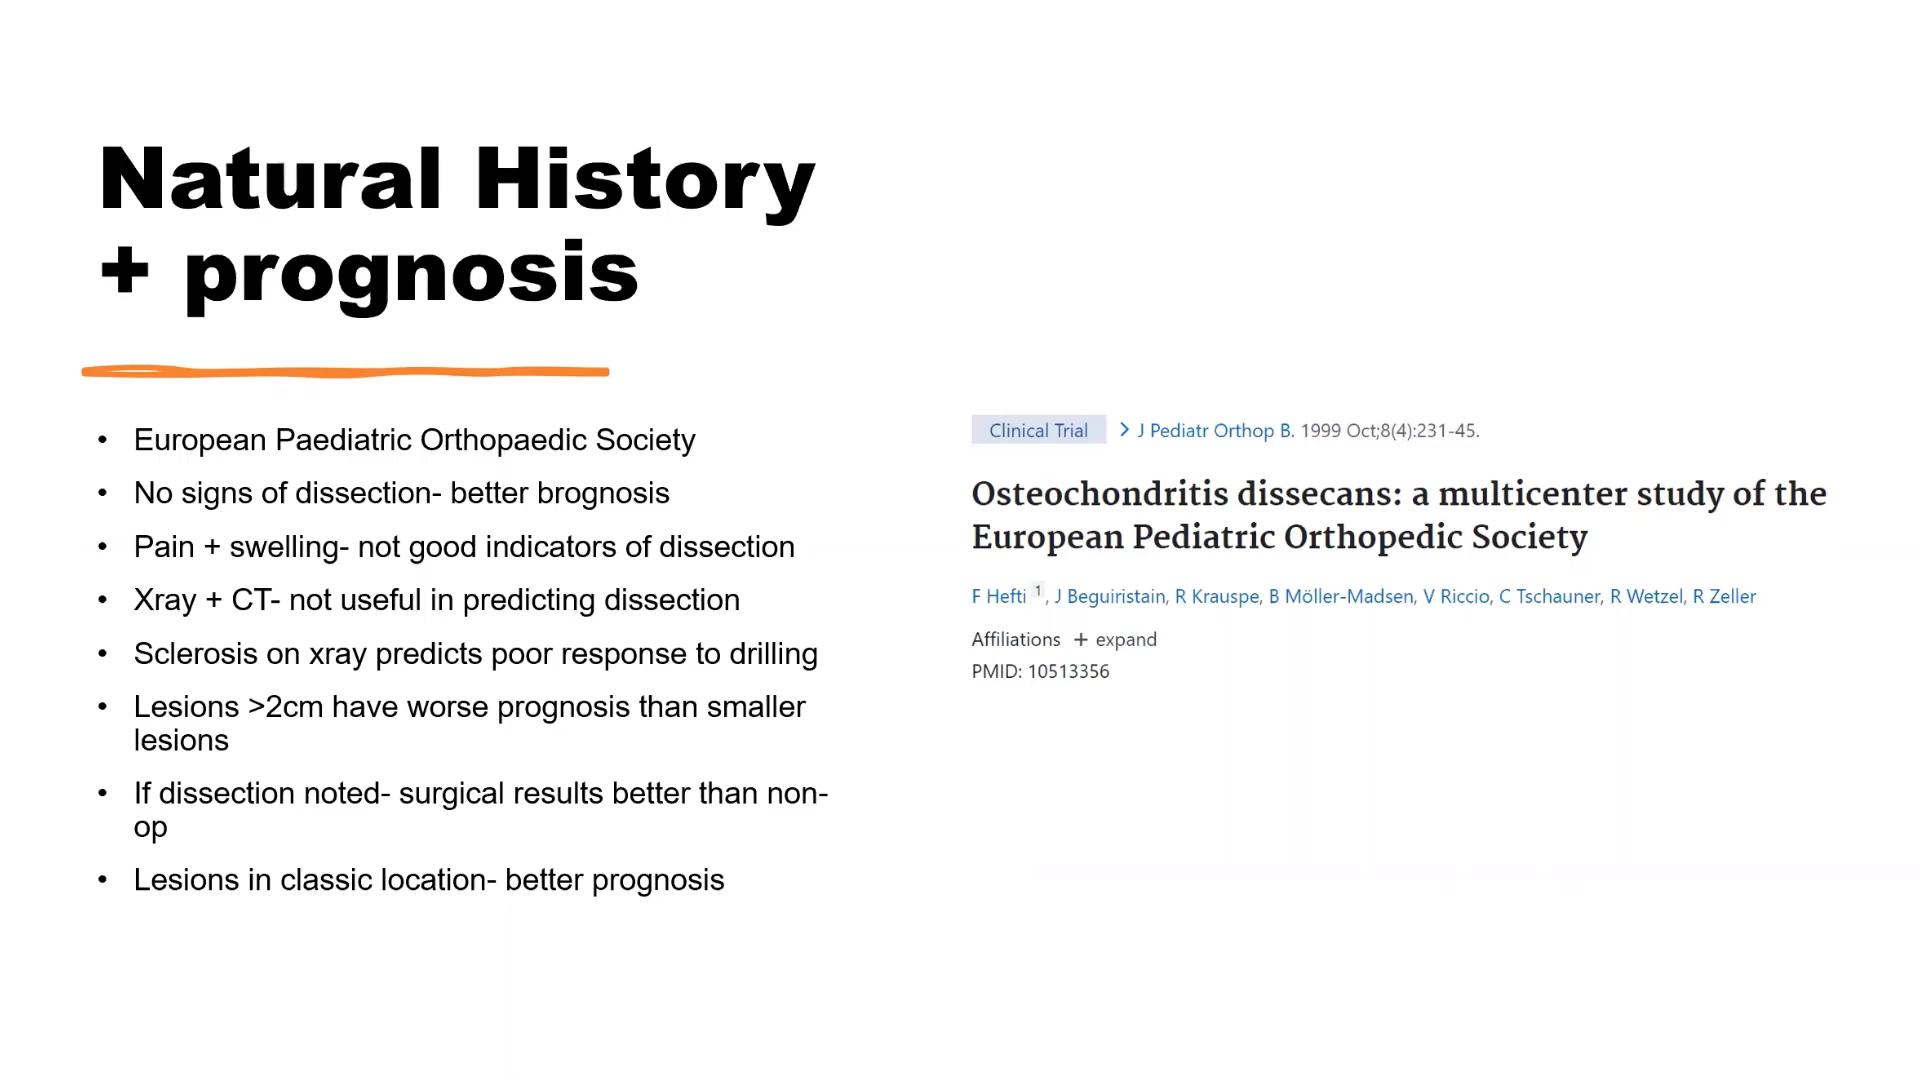 Natural History
+ prognosis
• European Paediatric Orthopaedic Society
• No signs of dissection- better brognosis
• Pain + swelling- not good indicators of dissection
• Xray + CT- not useful in predicting dissection
• Sclerosis on xray predicts poor response to drilling
• Lesions >2cm have worse prognosis than smaller
lesions
• If dissection noted- surgical results better than non-
op
• Lesions in classic location- better prognosis
Clinical Trial > J Pediatr Orthop B. 1999 Oct;8(4):231-45.
Osteochondritis dissecans: a multicenter study of the
European Pediatric Orthopedic Society
F Hefti 1, J Beguiristain, R Krauspe, B Möller-Madsen, V Riccio, C Tschauner, R Wetzel, R Zeller
Affiliations + expand
PMID: 10513356